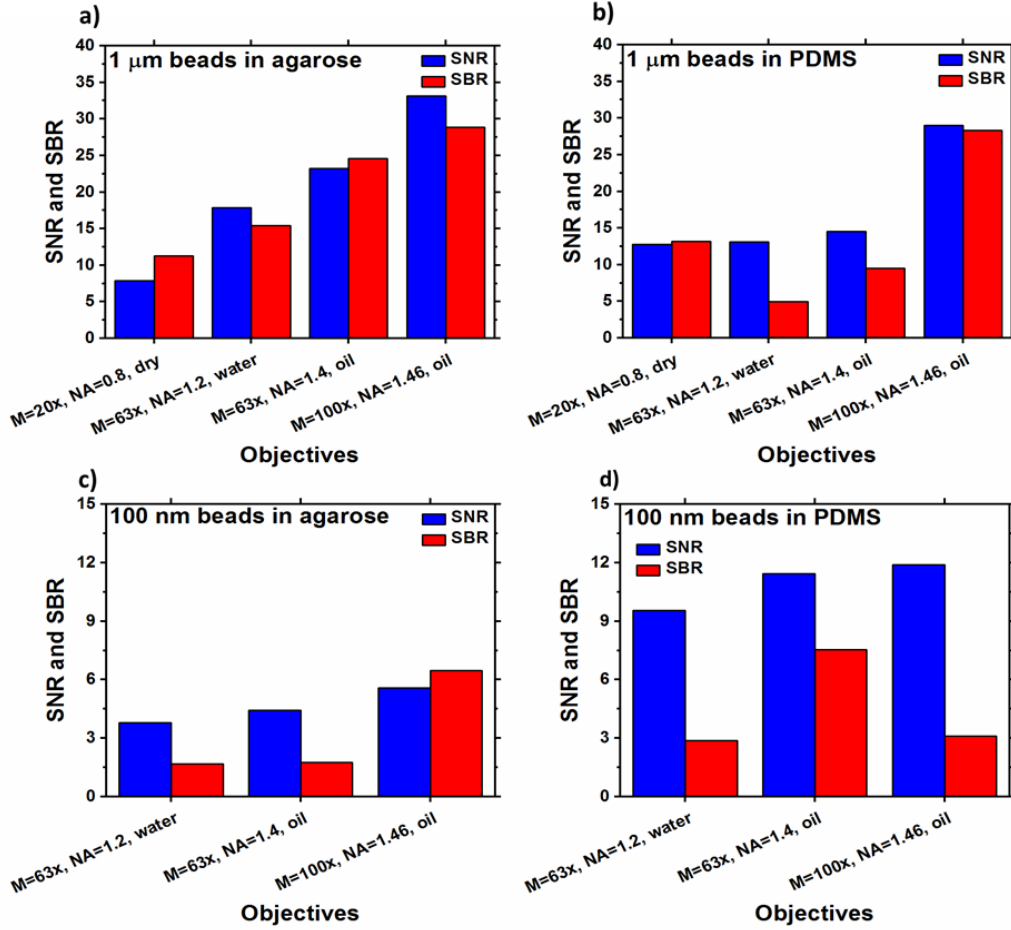 a)
1 µm beads in agarose
SNR
SBR
40
35
30
25
20
15
10
5
0
SNR and SBR
M=20x, NA=0.8, dry
M=63x, NA=1.2, water
M=63x, NA=1.4, oil
M=100x, NA=1.46, oil
Objectives
b)
1 µm beads in PDMS
SNR
SBR
40
35
30
25
20
15
10
5
0
SNR and SBR
M=20x, NA=0.8, dry
M=63x, NA=1.2, water
M=63x, NA=1.4, oil
M=100x, NA=1.46, oil
Objectives
c)
100 nm beads in agarose
SNR
SBR
15
12
9
6
3
0
SNR and SBR
M=63x, NA=1.2, water
M=63x, NA=1.4, oil
M=100x, NA=1.46, oil
Objectives
d)
100 nm beads in PDMS
SNR
SBR
15
12
9
6
3
0
SNR and SBR
M=63x, NA=1.2, water
M=63x, NA=1.4, oil
M=100x, NA=1.46, oil
Objectives